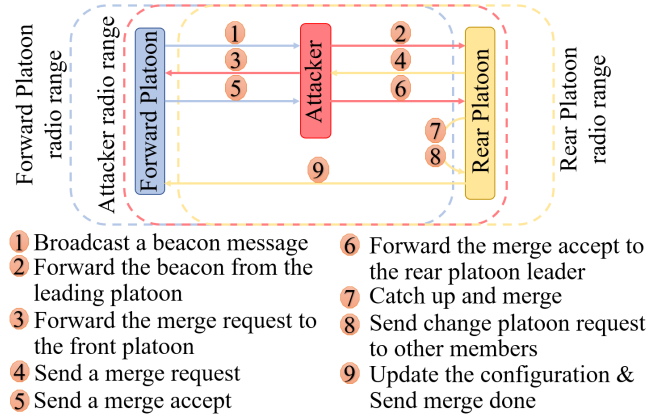 Forward Platoon
radio range
Attacker radio range
Forward Platoon
Attacker
Rear Platoon
Rear Platoon
radio range
1
2
3
4
5
6
7
8
9
1 Broadcast a beacon message
2 Forward the beacon from the
leading platoon
3 Forward the merge request to
the front platoon
4 Send a merge request
5 Send a merge accept
6 Forward the merge accept to
the rear platoon leader
7 Catch up and merge
8 Send change platoon request
to other members
9 Update the configuration &
Send merge done